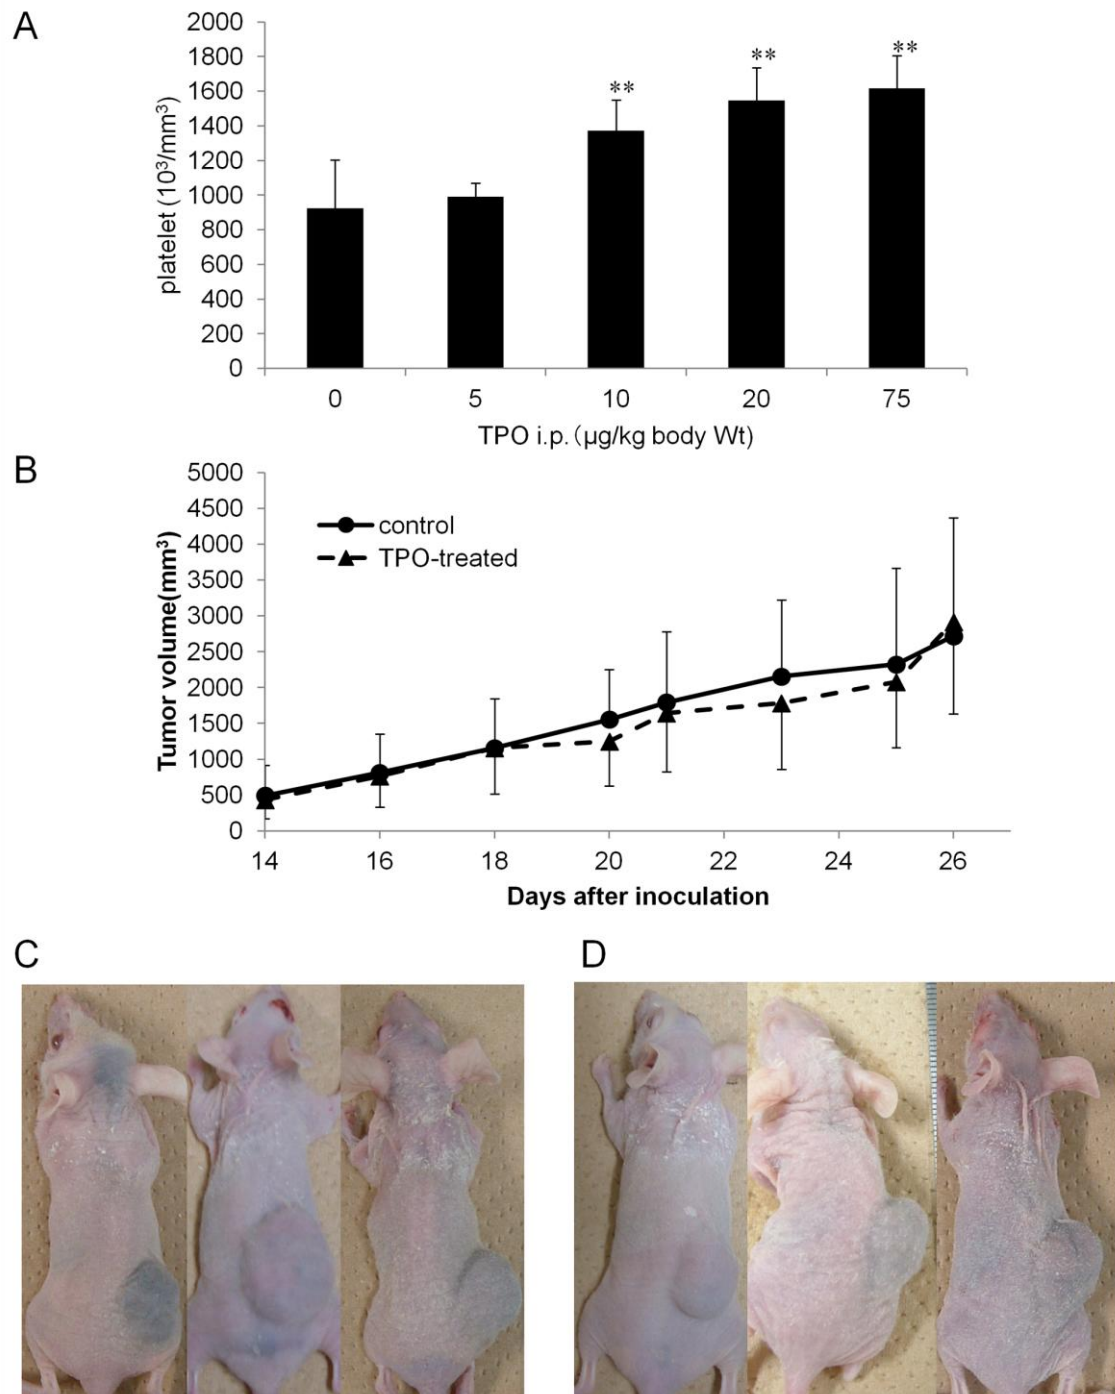 A
2000
1800
1600
1400
1200
1000
800
600
400
200
0
platelet (10³/mm³)
**
**
**
0 5 10 20 75
TPO i.p.(µg/kg body Wt)
B
5000
4500
4000
3500
3000
2500
2000
1500
1000
500
0
Tumor volume(mm³)
control
TPO-treated
14 16 18 20 22 24 26
Days after inoculation
C D